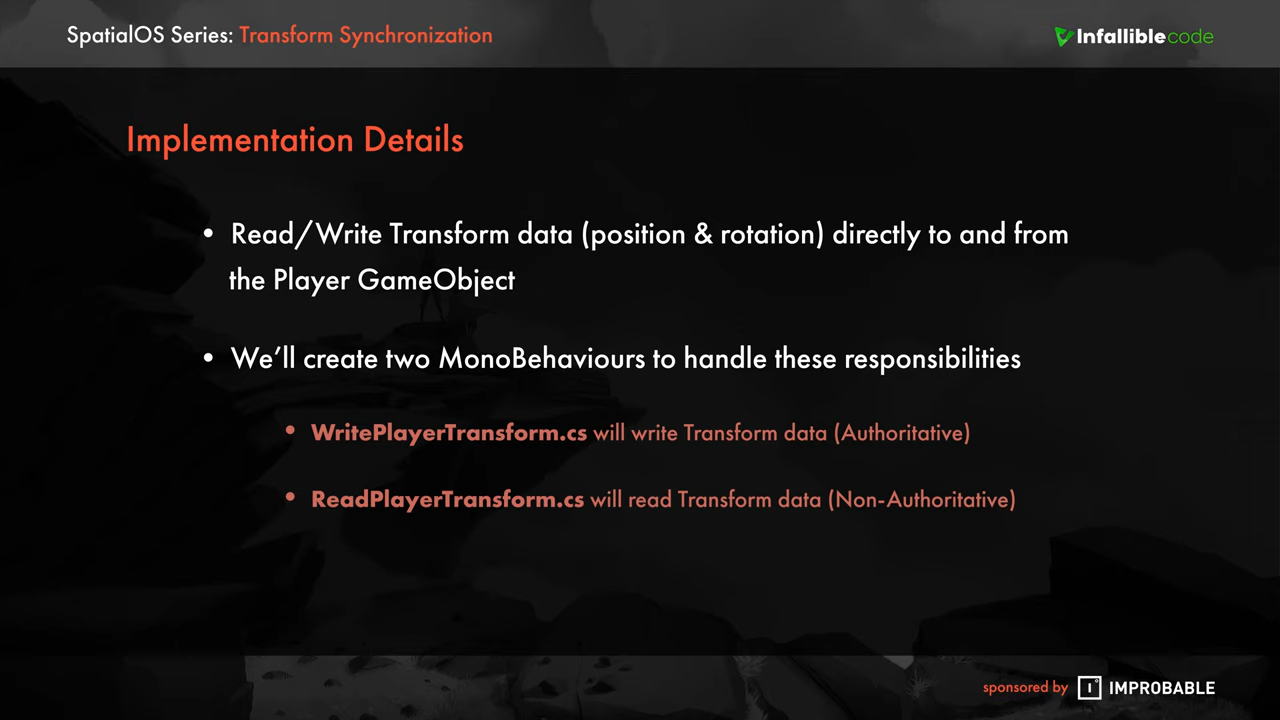 SpatialOS Series: Transform Synchronization
Infalliblecode
Implementation Details
• Read/Write Transform data (position & rotation) directly to and from
the Player GameObject
• We’ll create two MonoBehaviours to handle these responsibilities
• WritePlayerTransform.cs will write Transform data (Authoritative)
• ReadPlayerTransform.cs will read Transform data (Non-Authoritative)
sponsored by IMPROBABLE